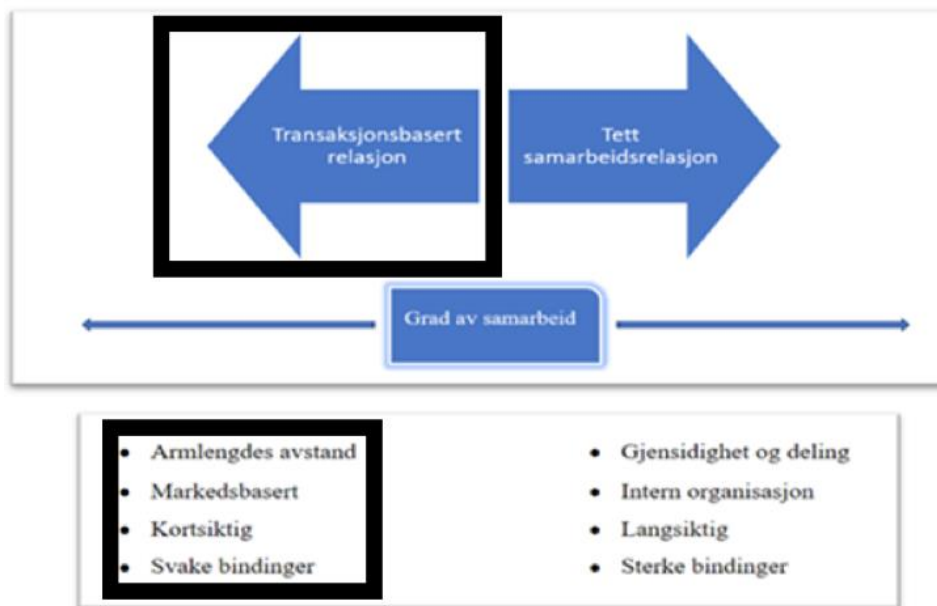 Transaksjonsbasert
relasjon
Tett
samarbeidsrelasjon
Grad av samarbeid
• Armlengdes avstand
• Markedsbasert
• Kortsiktig
• Svake bindinger
• Gjensidighet og deling
• Intern organisasjon
• Langsiktig
• Sterke bindinger